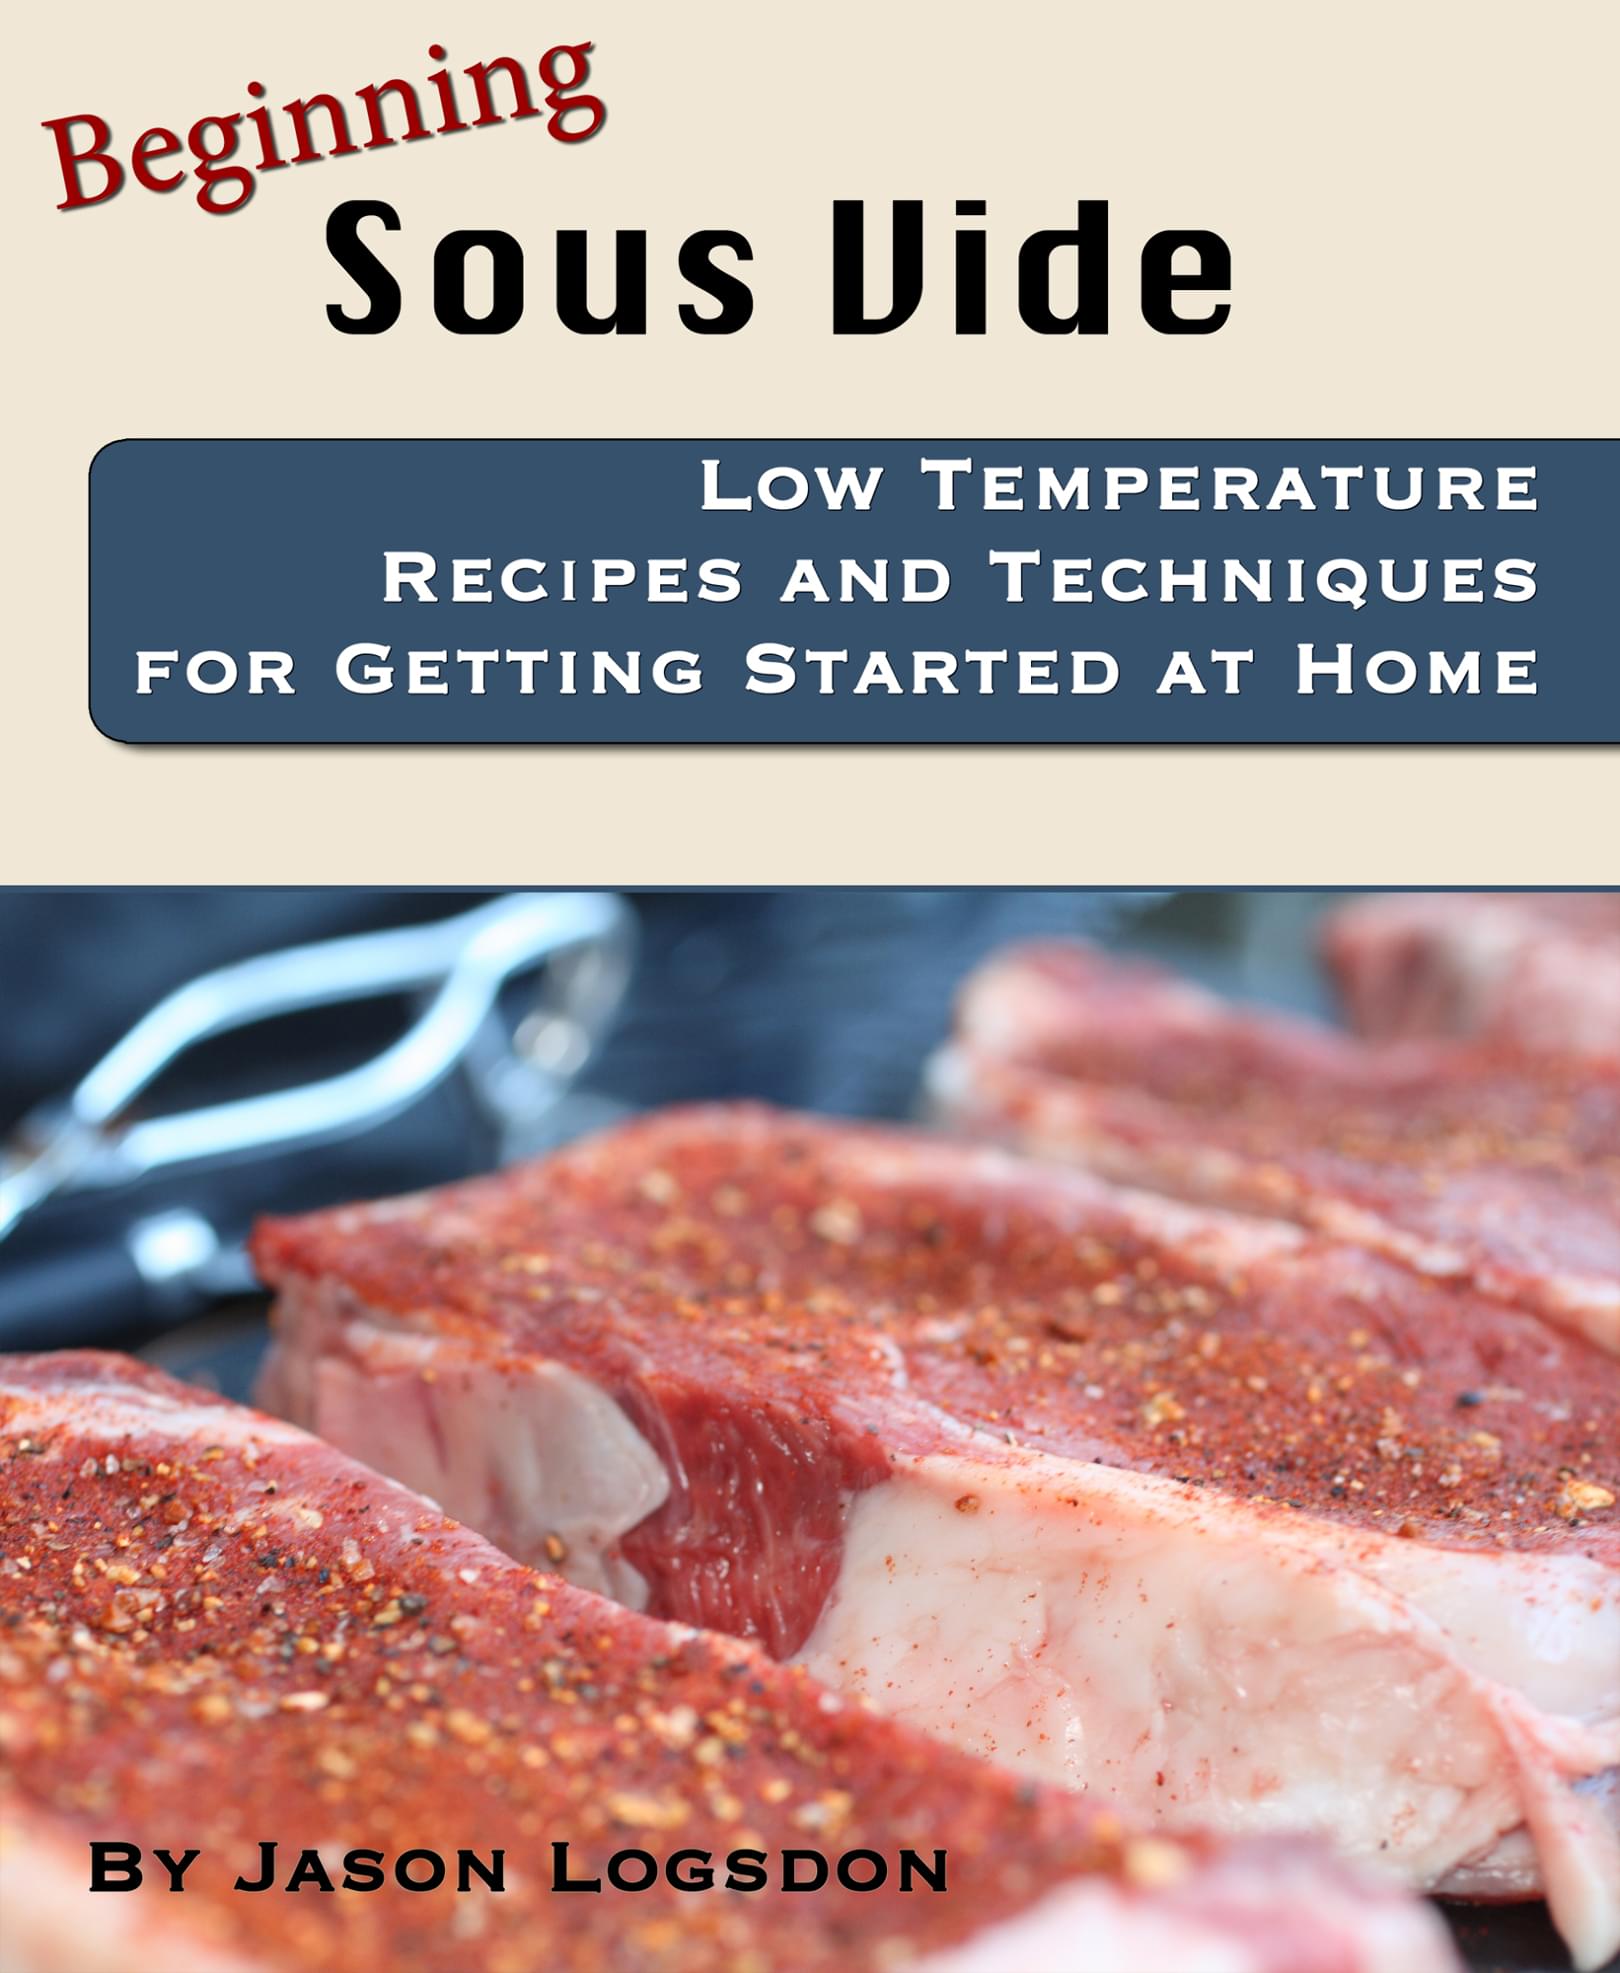 Beginning
Sous Vide
Low Temperature
Recipes and Techniques
for Getting Started at Home
By Jason Logsdon